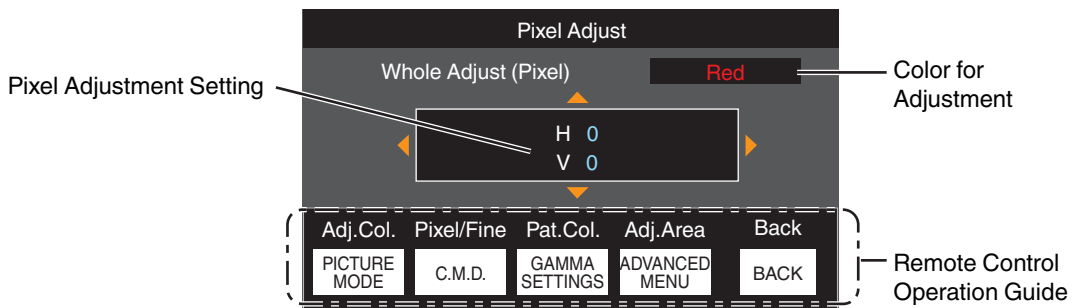 Pixel Adjust
Whole Adjust (Pixel) Red
Pixel Adjustment Setting
Color for
Adjustment
H 0
V 0
Adj.Col. Pixel/Fine Pat.Col. Adj.Area Back
PICTURE
MODE
C.M.D.
GAMMA
SETTINGS
ADVANCED
MENU
BACK
Remote Control
Operation Guide